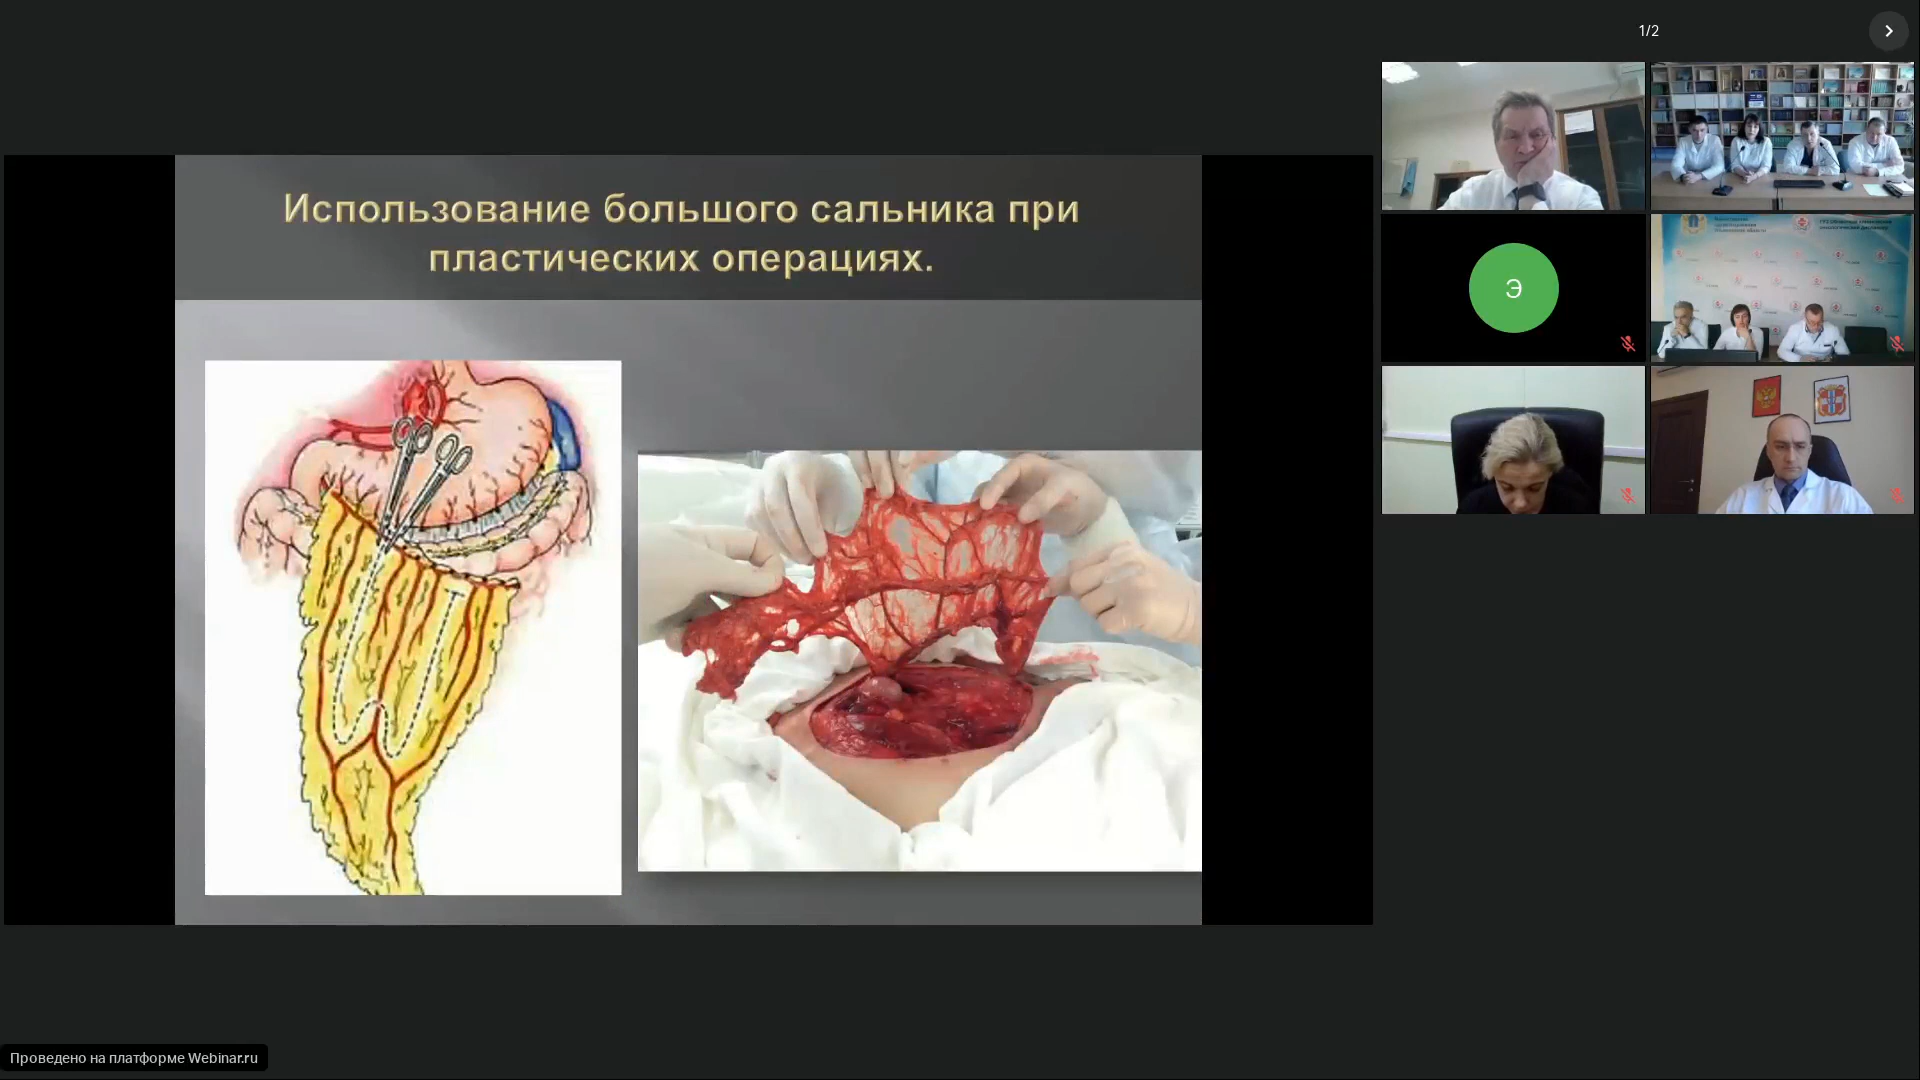 1/2
Использование большого сальника при
пластических операциях.
Э
Проведено на платформе Webinar.ru